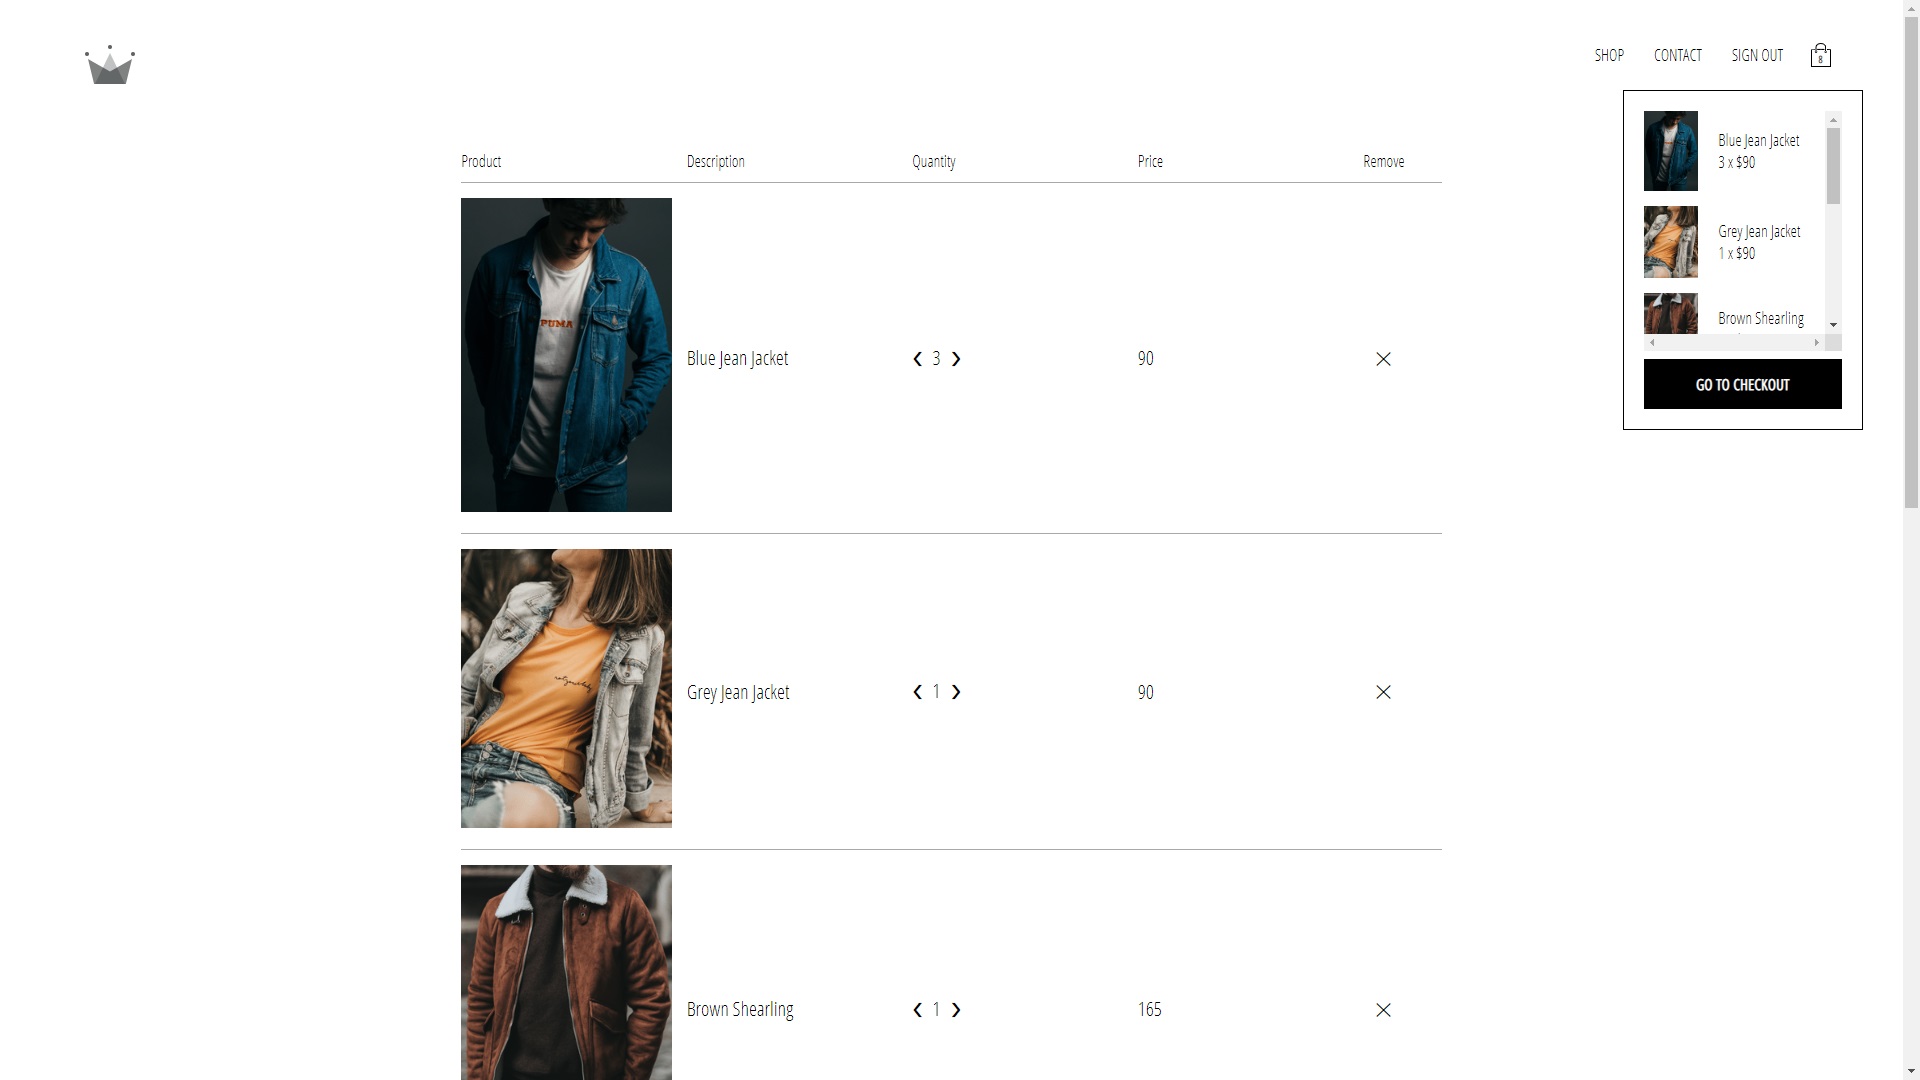 SHOP CONTACT SIGN OUT 8
Product Description Quantity Price Remove
PUMA
Blue Jean Jacket ❮ 3 ❯ 90 ✕
Grey Jean Jacket ❮ 1 ❯ 90 ✕
Brown Shearling ❮ 1 ❯ 165 ✕
Blue Jean Jacket
3 x $90
Grey Jean Jacket
1 x $90
Brown Shearling
GO TO CHECKOUT